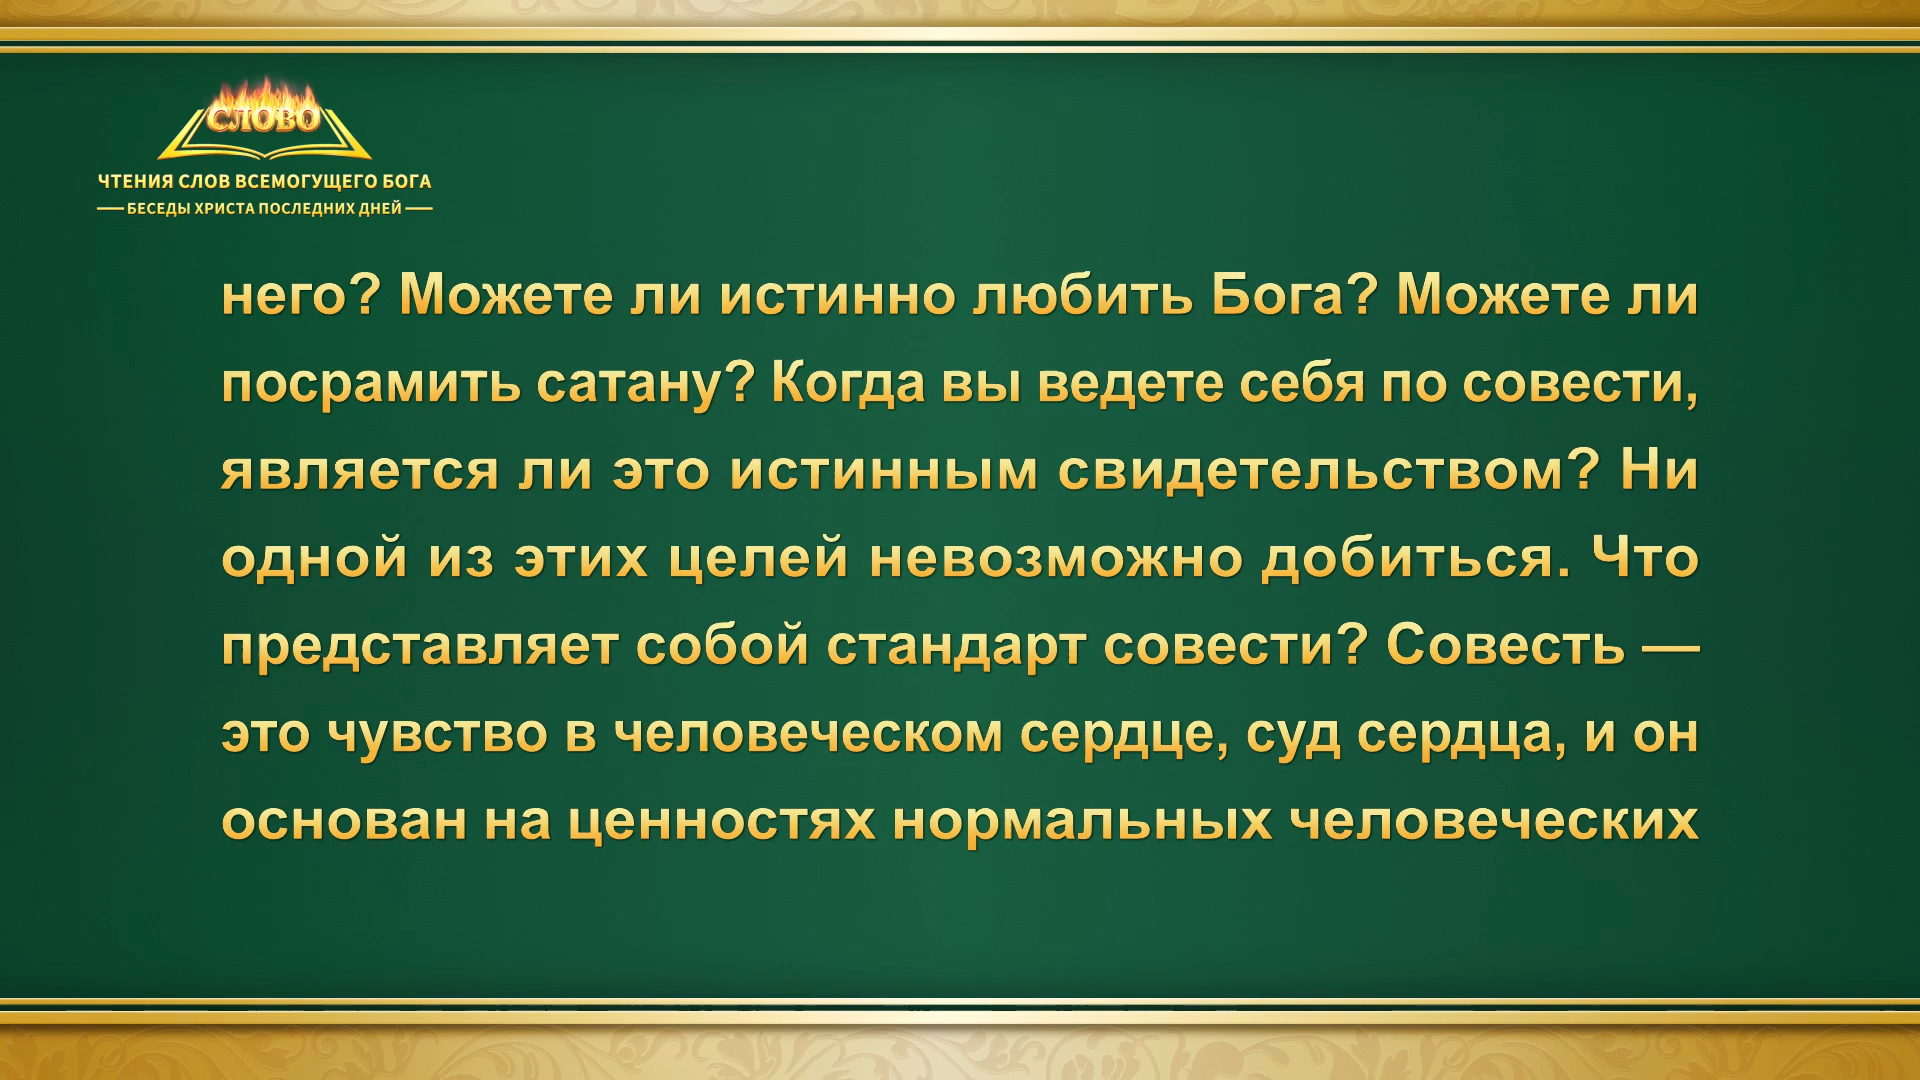 СЛОВО
ЧТЕНИЯ СЛОВ ВСЕМОГУЩЕГО БОГА
БЕСЕДЫ ХРИСТА ПОСЛЕДНИХ ДНЕЙ
него? Можете ли истинно любить Бога? Можете ли
посрамить сатану? Когда вы ведете себя по совести,
является ли это истинным свидетельством? Ни
одной из этих целей невозможно добиться. Что
представляет собой стандарт совести? Совесть —
это чувство в человеческом сердце, суд сердца, и он
основан на ценностях нормальных человеческих